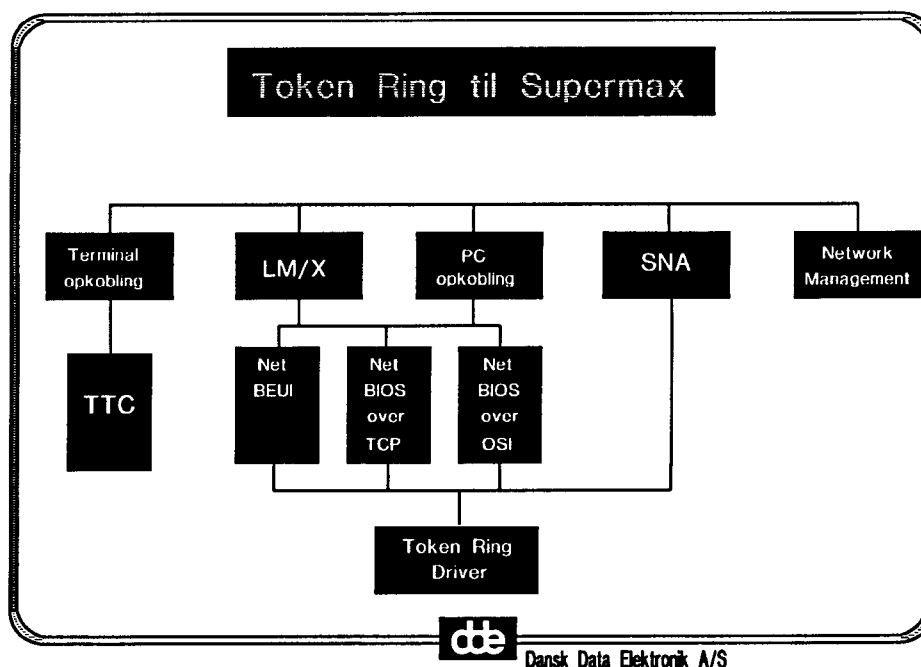 Token Ring til Supermax
Terminal
opkobling
LM/X
PC
opkobling
SNA
Network
Management
TTC
Net
BEUI
Net
BIOS
over
TCP
Net
BIOS
over
OSI
Token Ring
Driver
dde
Dansk Data Elektronik A/S